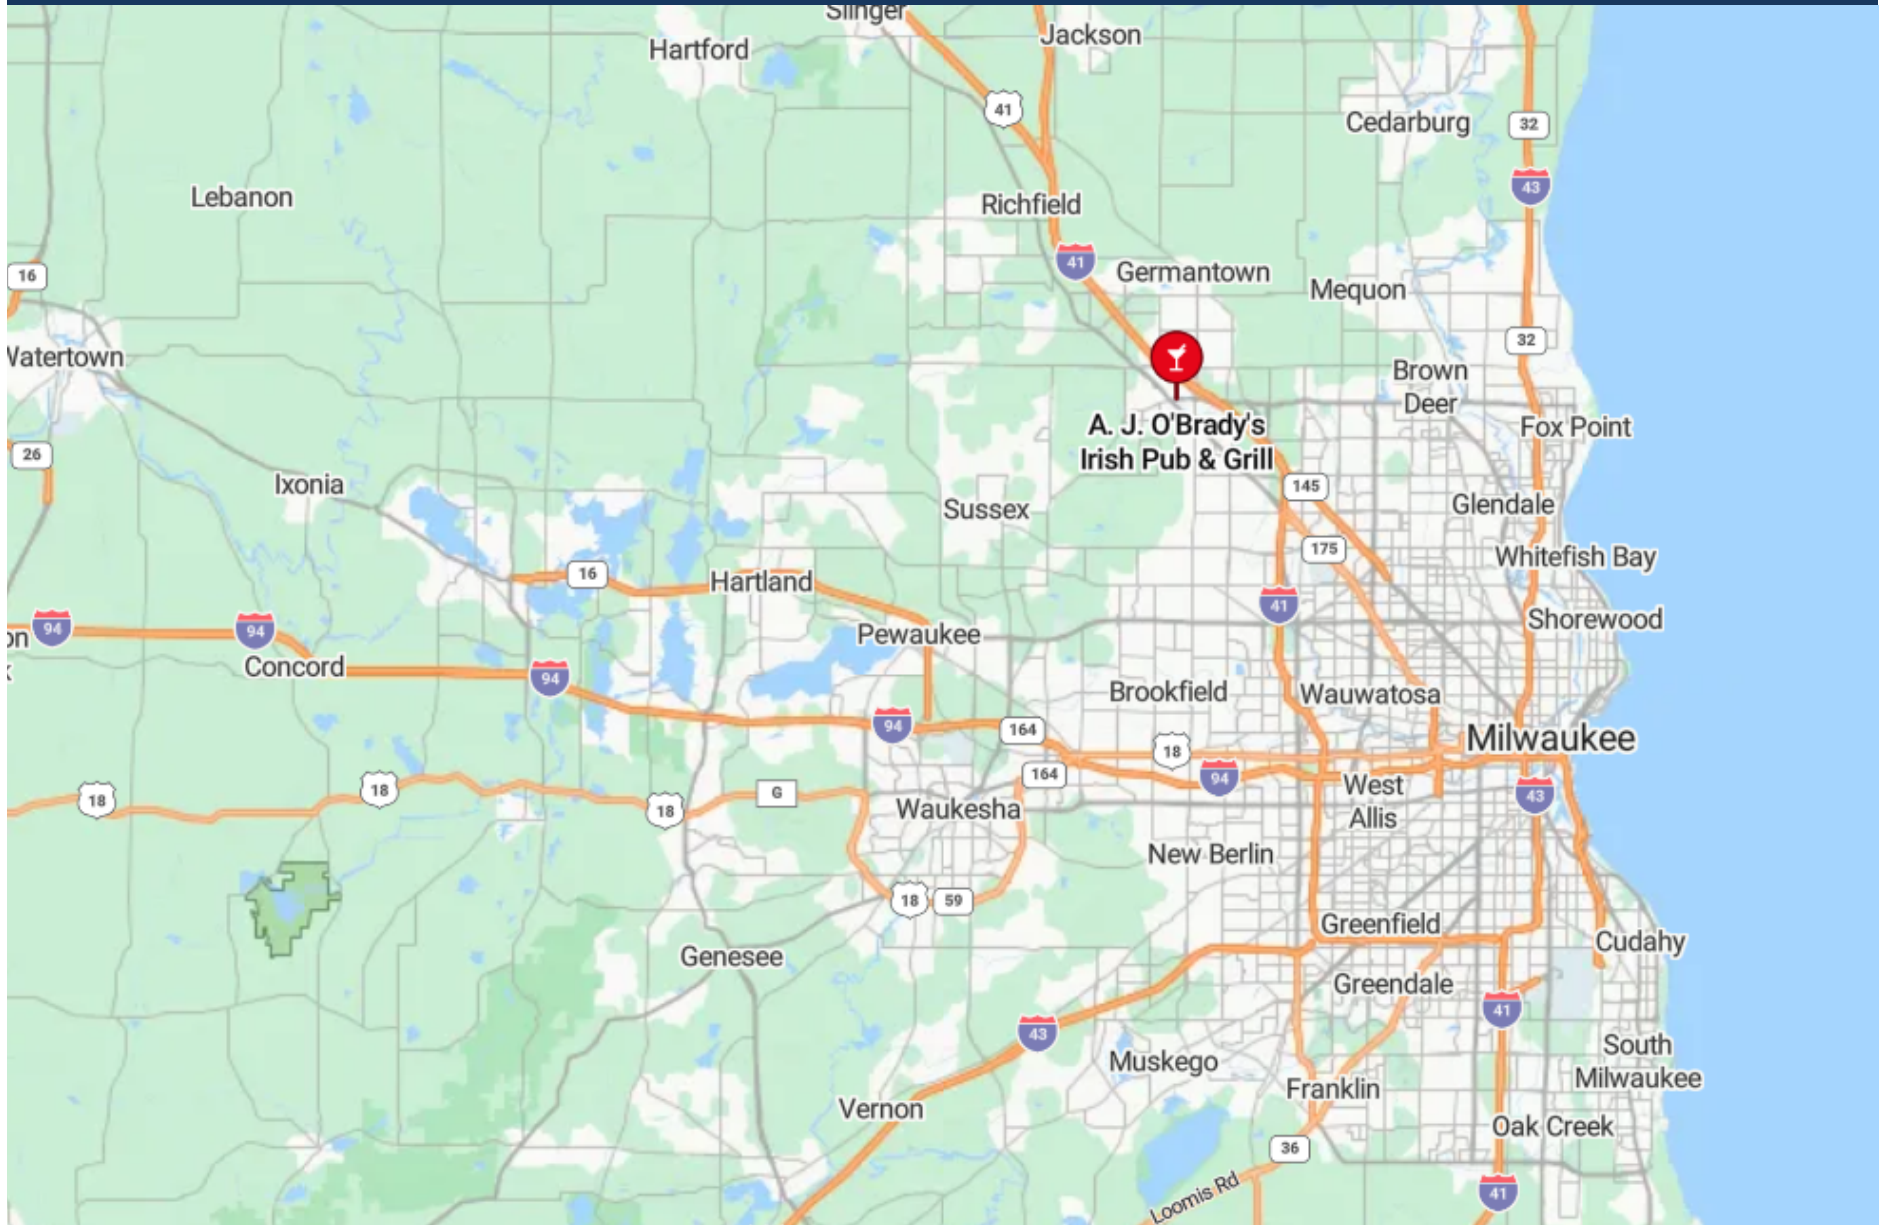 Slinger
Jackson
Hartford
41
Cedarburg
32
43
Lebanon
Richfield
41
Germantown
16
Mequon
32
Watertown
Brown
Deer
A. J. O'Brady's
Irish Pub & Grill
Fox Point
26
Ixonia
145
Sussex
Glendale
175
Whitefish Bay
16
Hartland
41
Shorewood
94
94
on
Pewaukee
k
Concord
94
Brookfield
Wauwatosa
94
164
18
Milwaukee
164
94
West
Allis
43
18
18
18
G
Waukesha
New Berlin
18
59
Greenfield
Cudahy
Genesee
Greendale
41
43
South
Milwaukee
Muskego
Franklin
Vernon
Oak Creek
36
Loomis Rd
41